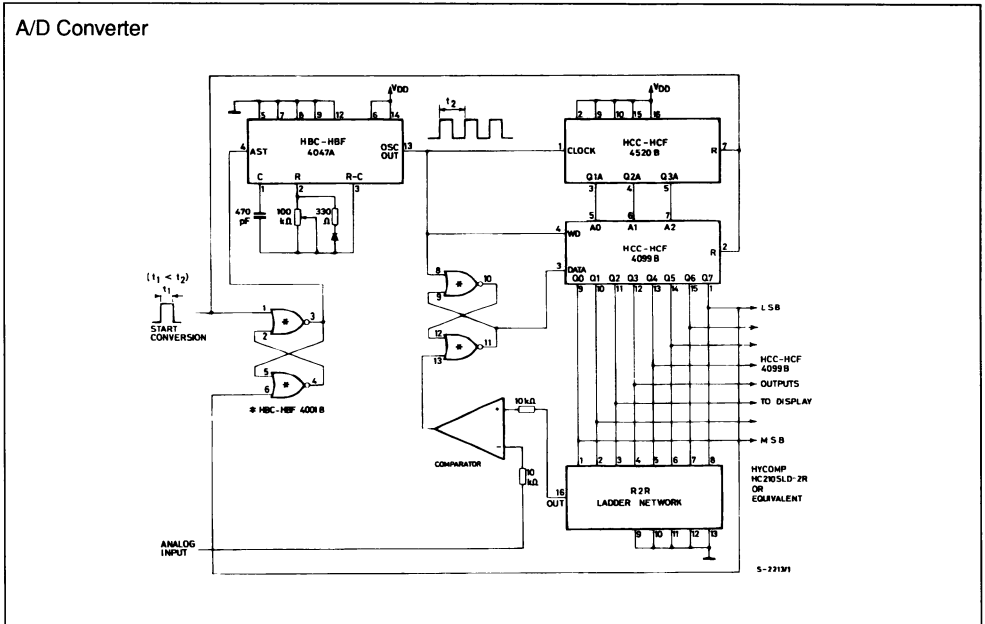 A/D Converter
VDD
VDD
t2
5 7 8 9 12 6 14
2 9 10 15 16
4 AST
HBC-HBF
4047A
OSC
OUT 13
1 CLOCK
HCC-HCF
4520 B
R 7
C R R-C
1 2 3
Q1A Q2A Q3A
3 4 5
470
pF
100
kΩ
330
Ω
5 6 7
A0 A1 A2
4 WD
HCC-HCF
4099 B
R 2
3 DATA
Q0 Q1 Q2 Q3 Q4 Q5 Q6 Q7
9 10 11 12 13 14 15 1
8
9
10
(t1 < t2)
t1
START
CONVERSION
1
2
*
3
12
13
*
11
*
LSB
HCC-HCF
4099 B
OUTPUTS
TO DISPLAY
MSB
5
6
*
4
* HBC-HBF 4001 B
10 kΩ
+
-
COMPARATOR
10
kΩ
1 2 3 4 5 6 7 8
16
OUT
R2R
LADDER NETWORK
9 10 11 12 13
HYCOMP
HC210SLD-2R
OR
EQUIVALENT
ANALOG
INPUT
S-2213/1